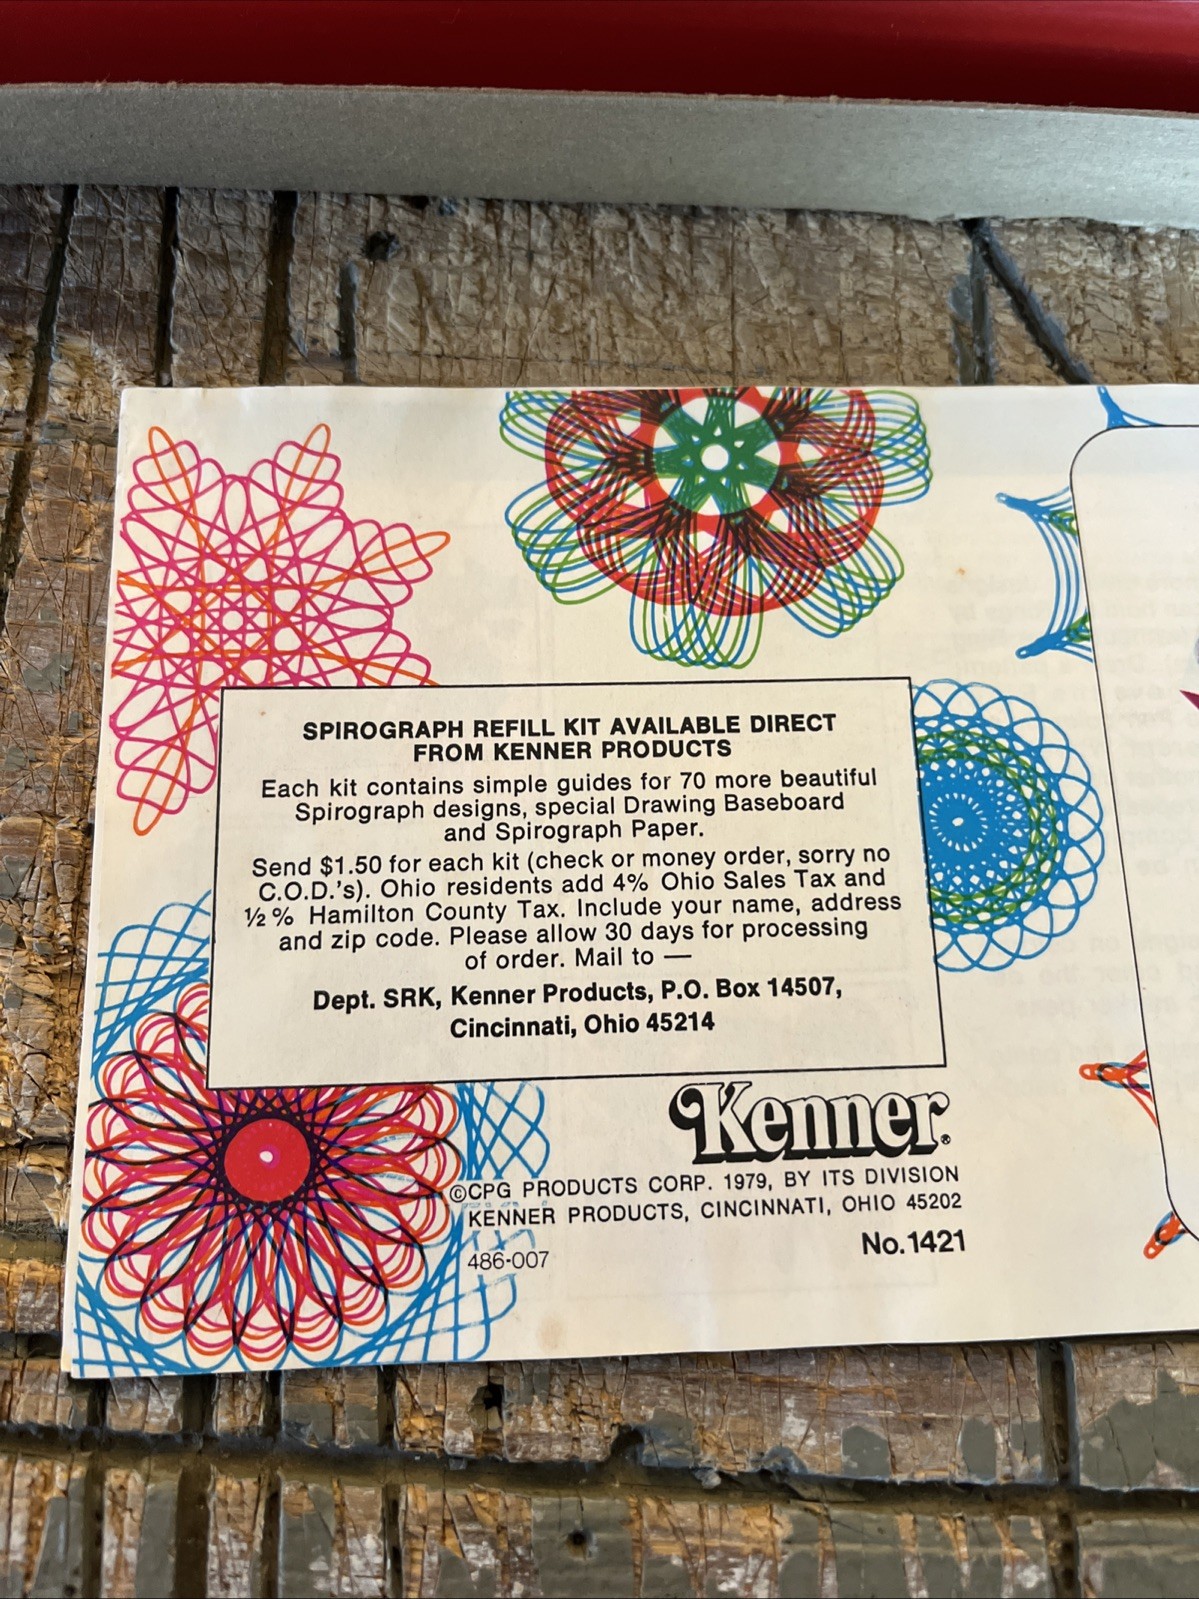 SPIROGRAPH REFILL KIT AVAILABLE DIRECT
FROM KENNER PRODUCTS
Each kit contains simple guides for 70 more beautiful
Spirograph designs, special Drawing Baseboard
and Spirograph Paper.
Send $1.50 for each kit (check or money order, sorry no
C.O.D.'s). Ohio residents add 4% Ohio Sales Tax and
½% Hamilton County Tax. Include your name, address
and zip code. Please allow 30 days for processing
of order. Mail to —
Dept. SRK, Kenner Products, P.O. Box 14507,
Cincinnati, Ohio 45214
Kenner®
©CPG PRODUCTS CORP. 1979, BY ITS DIVISION
KENNER PRODUCTS, CINCINNATI, OHIO 45202
No. 1421
486-007